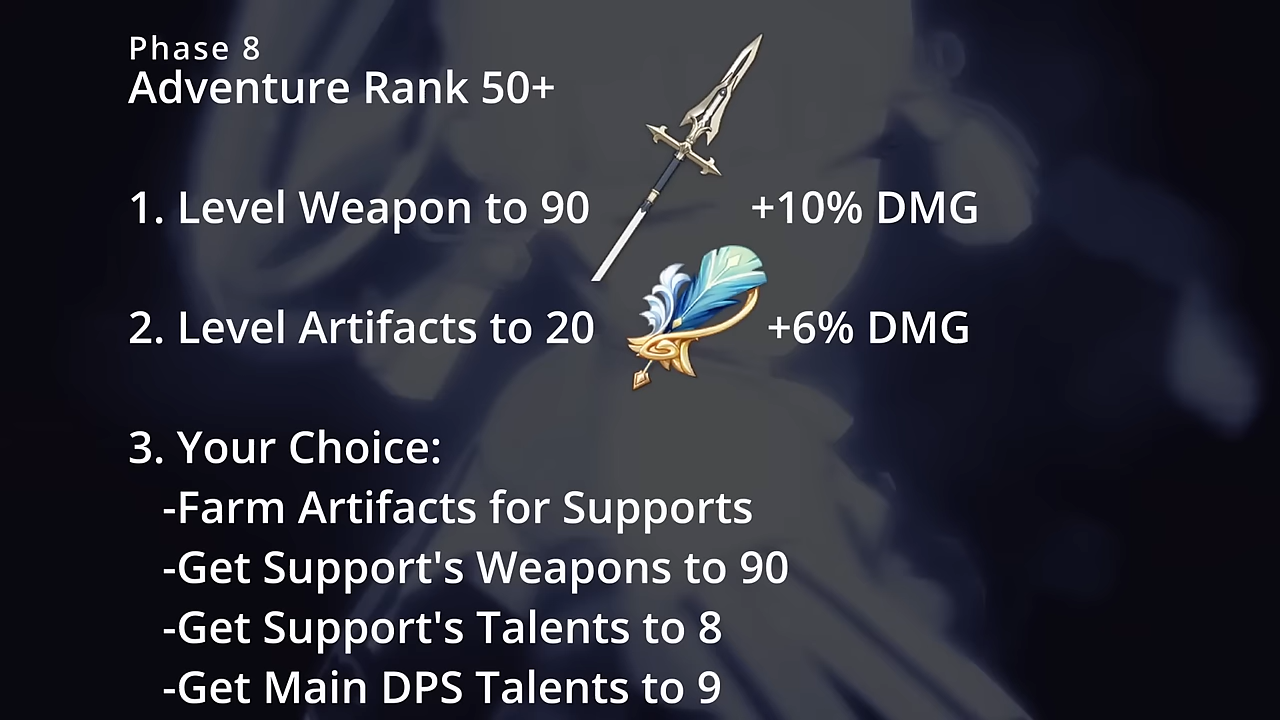 Phase 8
Adventure Rank 50+
1. Level Weapon to 90 +10% DMG
2. Level Artifacts to 20 +6% DMG
3. Your Choice:
-Farm Artifacts for Supports
-Get Support's Weapons to 90
-Get Support's Talents to 8
-Get Main DPS Talents to 9